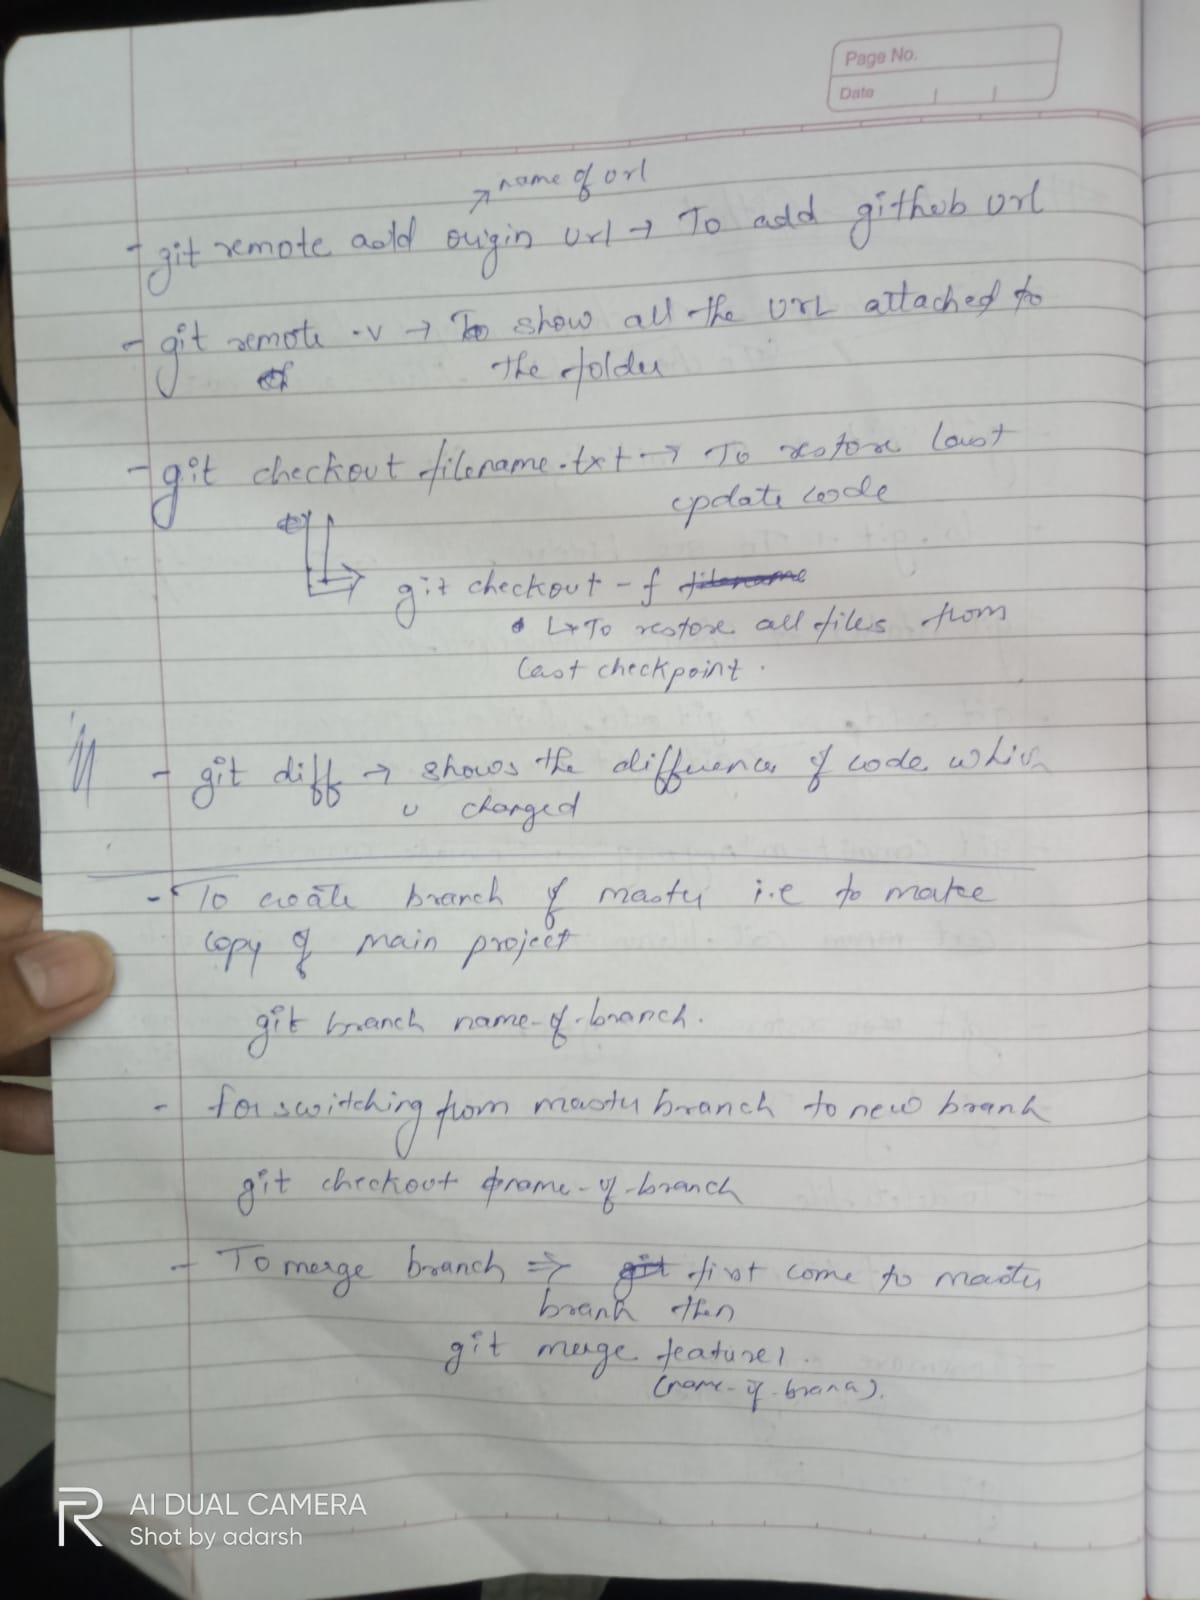 Page No.
Date
name of url
- git remote add origin url → To add github url
- git remote -v → To show all the URL attached to
the folder
- git checkout filename.txt → To restore last
update code
git checkout -f filename
↳ To restore all files from
last checkpoint.
- git diff → shows the difference of code which
changed
- To create branch of master i.e to make
copy of main project
git branch name-of-branch.
- for switching from master branch to new branh
git checkout name-of-branch
- To merge branch ⇒ git first come to master
branh then
git merge feature1.
(name-of-branch).
AI DUAL CAMERA
Shot by adarsh